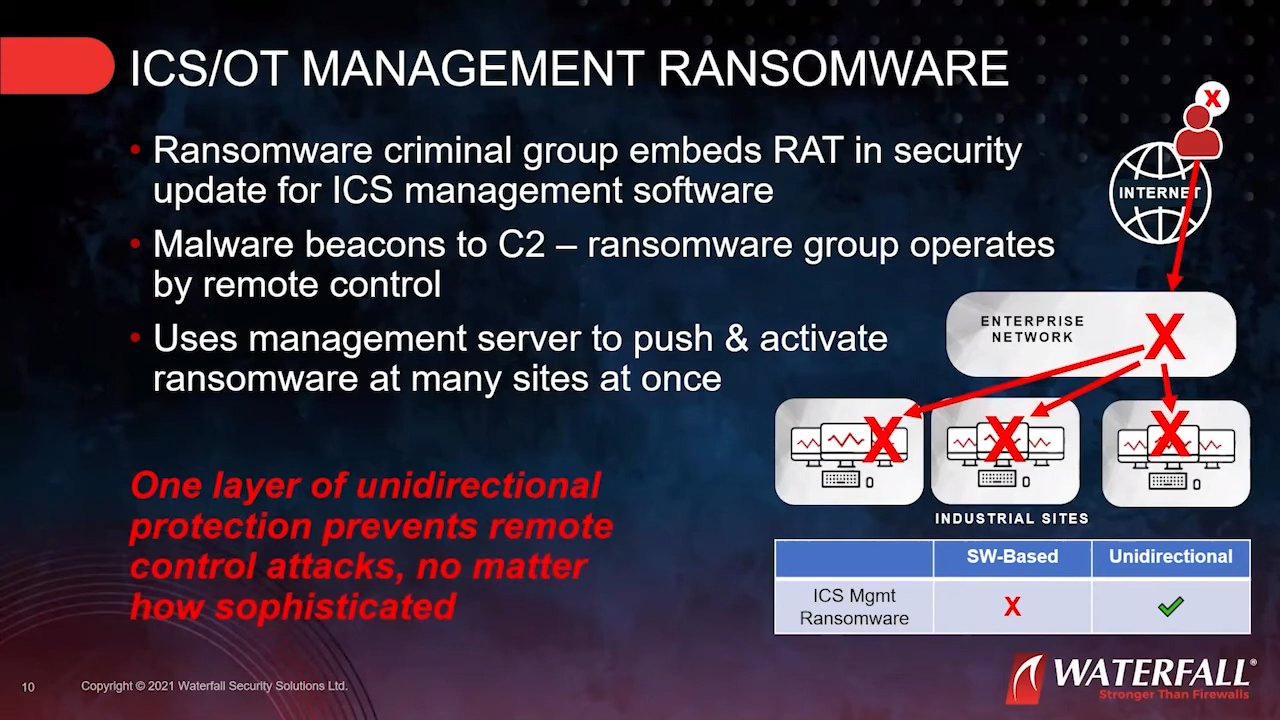 ICS/OT MANAGEMENT RANSOMWARE
• Ransomware criminal group embeds RAT in security
update for ICS management software
• Malware beacons to C2 – ransomware group operates
by remote control
• Uses management server to push & activate
ransomware at many sites at once
One layer of unidirectional
protection prevents remote
control attacks, no matter
how sophisticated
X
INTERNET
ENTERPRISE
NETWORK
X
X
X
X
INDUSTRIAL SITES
SW-Based
Unidirectional
ICS Mgmt
Ransomware
X
10
Copyright © 2021 Waterfall Security Solutions Ltd.
WATERFALL®
Stronger Than Firewalls